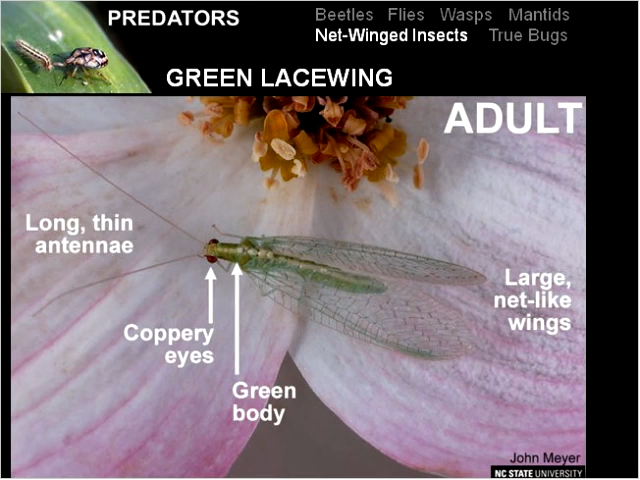 PREDATORS
Beetles Flies Wasps Mantids
Net-Winged Insects True Bugs
GREEN LACEWING
ADULT
Long, thin
antennae
Large,
net-like
wings
Coppery
eyes
Green
body
John Meyer
NC STATE UNIVERSITY